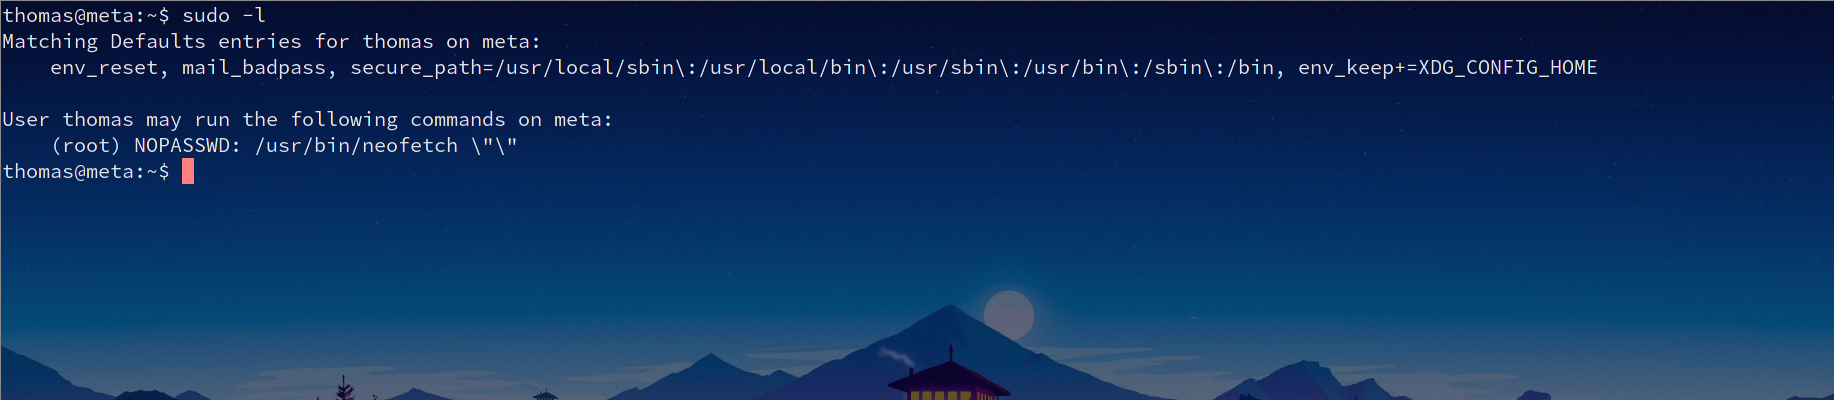 thomas@meta:~$ sudo -l
Matching Defaults entries for thomas on meta:
    env_reset, mail_badpass, secure_path=/usr/local/sbin\:/usr/local/bin\:/usr/sbin\:/usr/bin\:/sbin\:/bin, env_keep+=XDG_CONFIG_HOME

User thomas may run the following commands on meta:
    (root) NOPASSWD: /usr/bin/neofetch \"\"
thomas@meta:~$